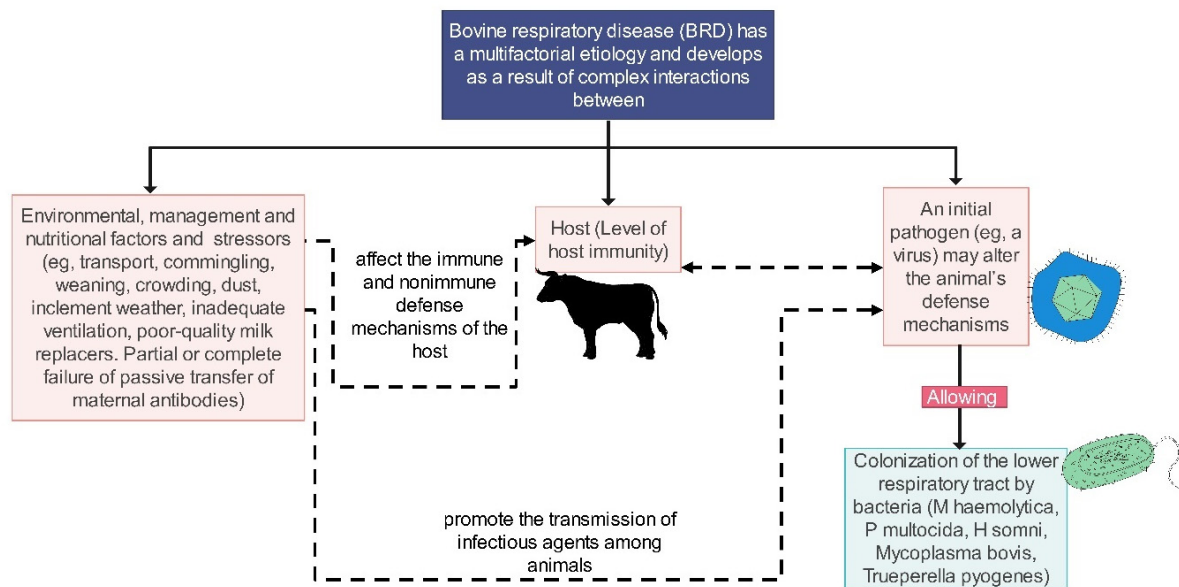 Bovine respiratory disease (BRD) has
a multifactorial etiology and develops
as a result of complex interactions
between
Environmental, management and
nutritional factors and stressors
(eg, transport, commingling,
weaning, crowding, dust,
inclement weather, inadequate
ventilation, poor-quality milk
replacers. Partial or complete
failure of passive transfer of
maternal antibodies)
affect the immune
and nonimmune
defense
mechanisms of the
host
Host (Level of
host immunity)
An initial
pathogen (eg, a
virus) may alter
the animal's
defense
mechanisms
Allowing
Colonization of the lower
respiratory tract by
bacteria (M haemolytica,
P multocida, H somni,
Mycoplasma bovis,
Trueperella pyogenes)
promote the transmission of
infectious agents among
animals